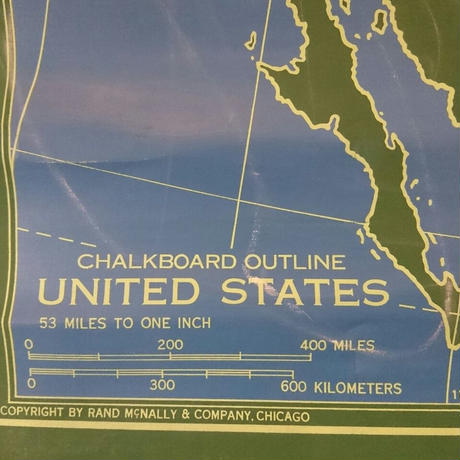 CHALKBOARD OUTLINE
UNITED STATES
53 MILES TO ONE INCH
0 200 400 MILES
0 300 600 KILOMETERS
COPYRIGHT BY RAND McNALLY & COMPANY, CHICAGO